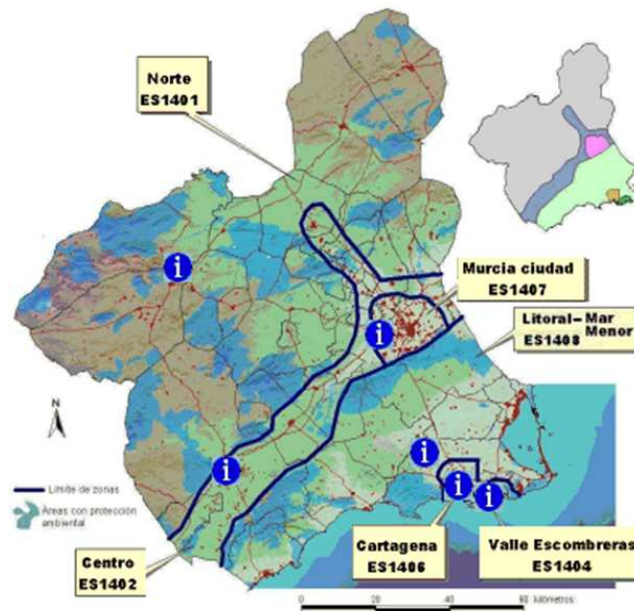 Norte
ES1401
Murcia ciudad
ES1407
Litoral-Mar
Menor
ES1408
N
Límite de zonas
Áreas con protección
ambiental
Centro
ES1402
Cartagena
ES1406
Valle Escombreras
ES1404
i
i
i
i
i
i
0 20 40 60 80 kilómetros